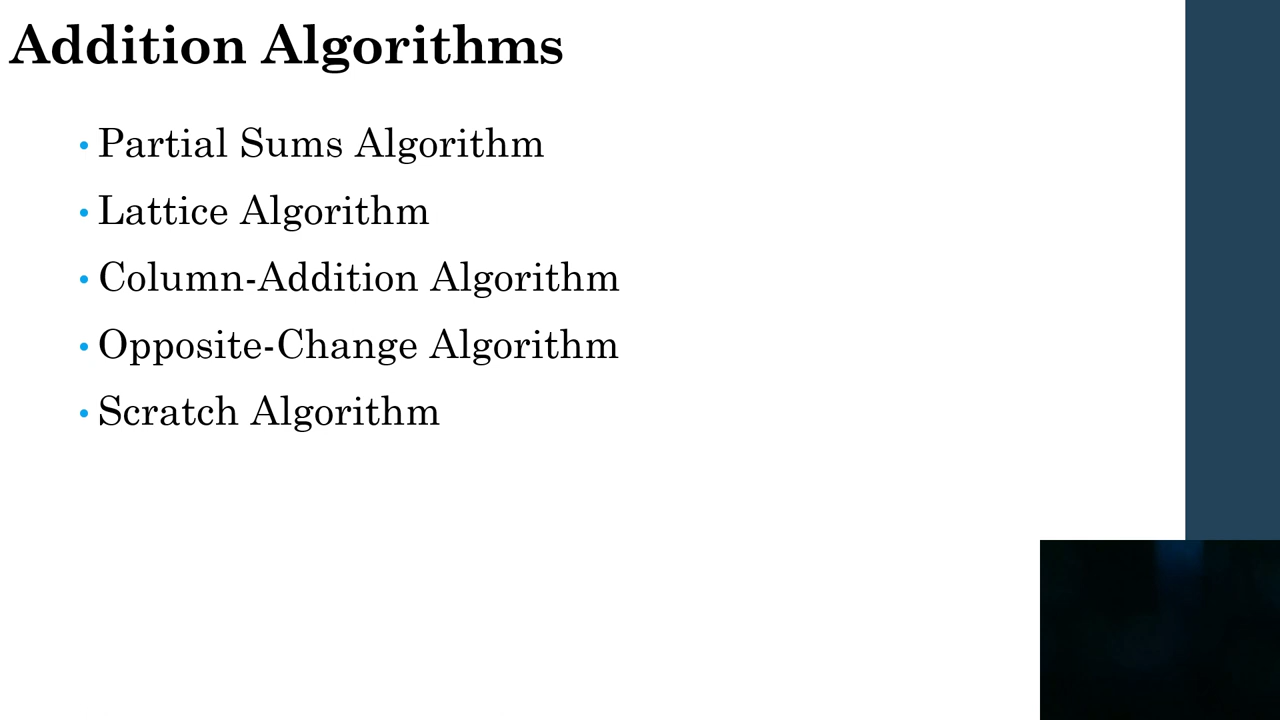 Addition Algorithms
• Partial Sums Algorithm
• Lattice Algorithm
• Column-Addition Algorithm
• Opposite-Change Algorithm
• Scratch Algorithm